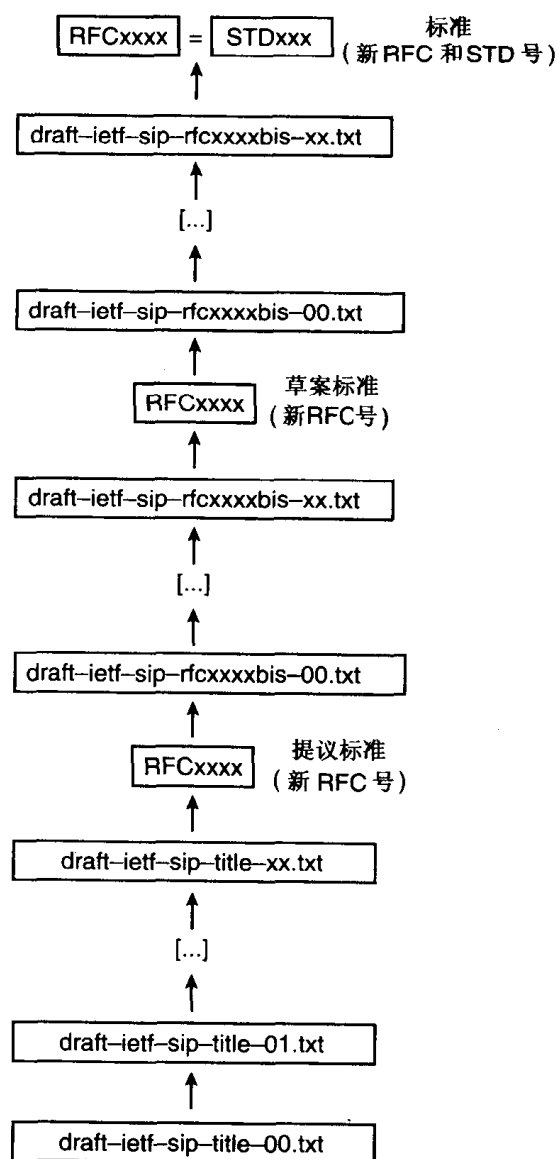 RFCxxxx = STDxxx 标准
(新RFC 和STD 号)
draft–ietf–sip–rfcxxxxbis–xx.txt
[...]
draft–ietf–sip–rfcxxxxbis–00.txt
RFCxxxx 草案标准
(新RFC号)
draft–ietf–sip–rfcxxxxbis–xx.txt
[...]
draft–ietf–sip–rfcxxxxbis–00.txt
RFCxxxx 提议标准
(新 RFC 号)
draft–ietf–sip–title–xx.txt
[...]
draft–ietf–sip–title–01.txt
draft–ietf–sip–title–00.txt